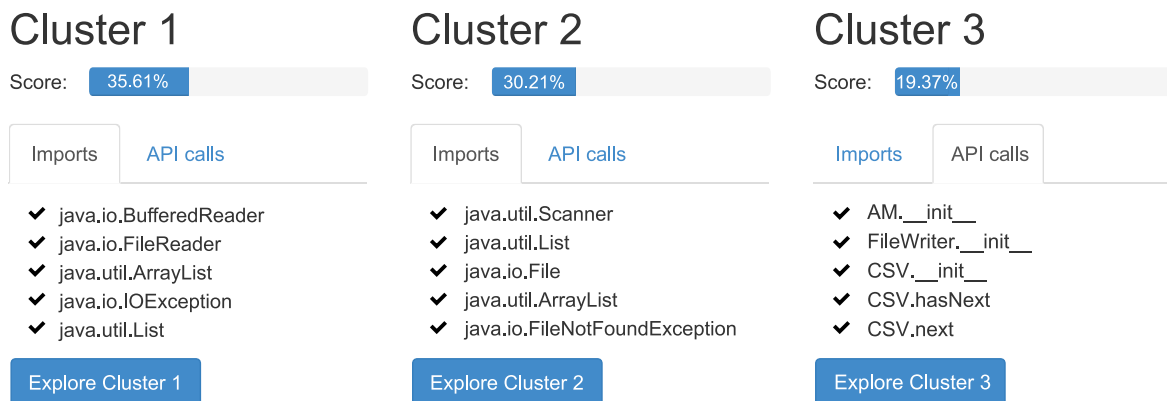 Cluster 1
Score: 35.61%
Imports API calls
java.io.BufferedReader
java.io.FileReader
java.util.ArrayList
java.io.IOException
java.util.List
Explore Cluster 1
Cluster 2
Score: 30.21%
Imports API calls
java.util.Scanner
java.util.List
java.io.File
java.util.ArrayList
java.io.FileNotFoundException
Explore Cluster 2
Cluster 3
Score: 19.37%
Imports API calls
AM.__init__
FileWriter.__init__
CSV.__init__
CSV.hasNext
CSV.next
Explore Cluster 3